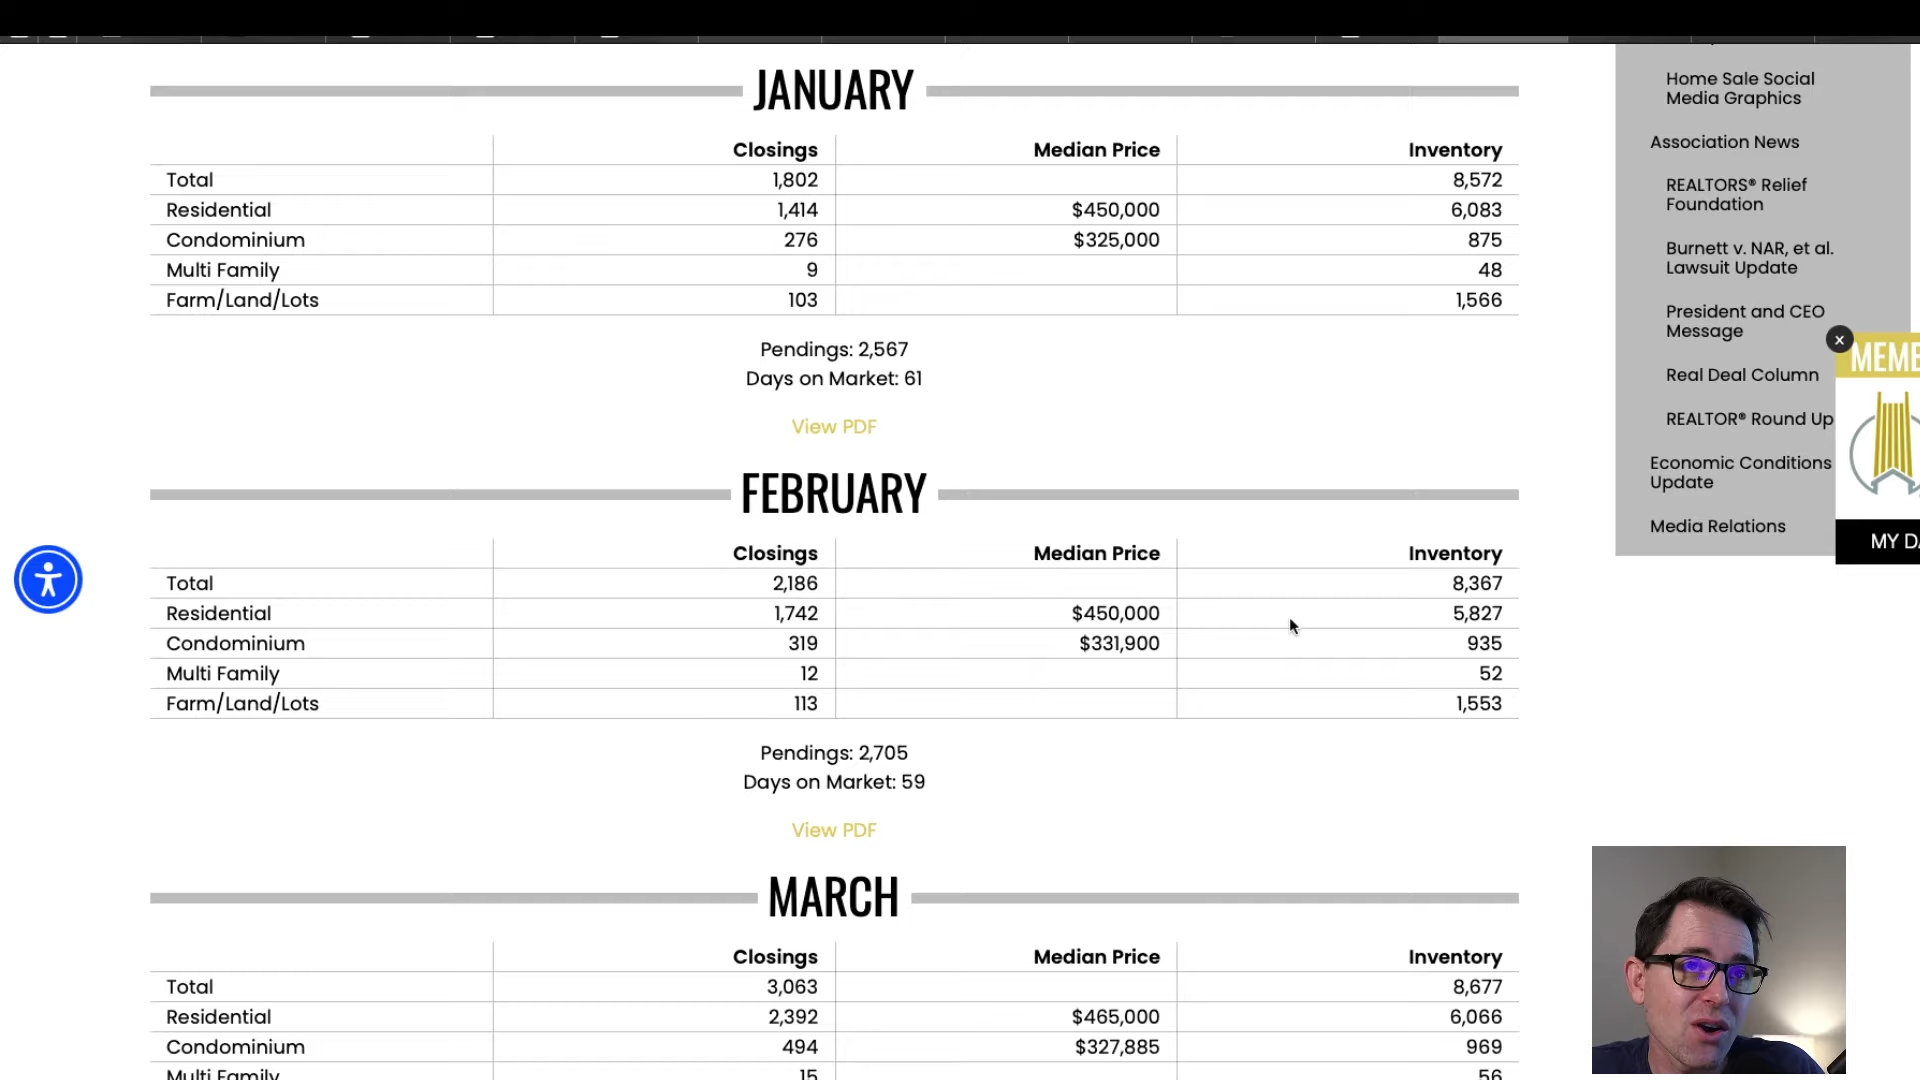 JANUARY
Closings Median Price Inventory
Total 1,802 8,572
Residential 1,414 $450,000 6,083
Condominium 276 $325,000 875
Multi Family 9 48
Farm/Land/Lots 103 1,566
Pendings: 2,567
Days on Market: 61
View PDF
FEBRUARY
Closings Median Price Inventory
Total 2,186 8,367
Residential 1,742 $450,000 5,827
Condominium 319 $331,900 935
Multi Family 12 52
Farm/Land/Lots 113 1,553
Pendings: 2,705
Days on Market: 59
View PDF
MARCH
Closings Median Price Inventory
Total 3,063 8,677
Residential 2,392 $465,000 6,066
Condominium 494 $327,885 969
Multi Family 15 56
Home Sale Social
Media Graphics
Association News
REALTORS® Relief
Foundation
Burnett v. NAR, et al.
Lawsuit Update
President and CEO
Message
Real Deal Column
REALTOR® Round Up
Economic Conditions
Update
Media Relations
x
MEME
MY DA